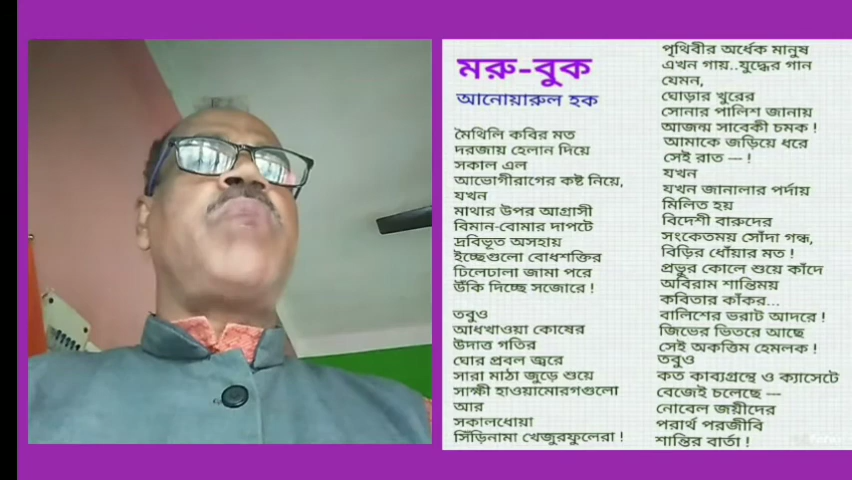 মরু-বুক
আনোয়ারুল হক
মৈথিলি কবির মত
দরজায় হেলান দিয়ে
সকাল এল
আভোগীরাগের কষ্ট নিয়ে,
যখন
মাথার উপর আগ্রাসী
বিমান-বোমার দাপটে
দ্রবিভূত অসহায়
ইচ্ছেগুলো বোধশক্তির
ঢিলেঢালা জামা পরে
উঁকি দিচ্ছে সজোরে !
তবুও
আধখাওয়া কোষের
উদাত্ত গতির
ঘোর প্রবল জ্বরে
সারা মাঠা জুড়ে শুয়ে
সাক্ষী হাওয়ামোরগগুলো
আর
সকালধোয়া
সিঁড়িনামা খেজুরফুলেরা !
পৃথিবীর অর্ধেক মানুষ
এখন গায়..যুদ্ধের গান
যেমন,
ঘোড়ার খুরের
সোনার পালিশ জানায়
আজন্ম সাবেকী চমক !
আমাকে জড়িয়ে ধরে
সেই রাত --- !
যখন
যখন জানালার পর্দায়
মিলিত হয়
বিদেশী বারুদের
সংকেতময় সোঁদা গন্ধ,
বিড়ির ধোঁয়ার মত !
প্রভুর কোলে শুয়ে কাঁদে
অবিরাম শান্তিময়
কবিতার কাঁকর...
বালিশের ভরাট আদরে !
জিভের ভিতরে আছে
সেই অকত্তিম হেমলক !
তবুও
কত কাব্যগ্রন্থে ও ক্যাসেটে
বেজেই চলেছে ---
নোবেল জয়ীদের
পরার্থ পরজীবি
শান্তির বার্তা !